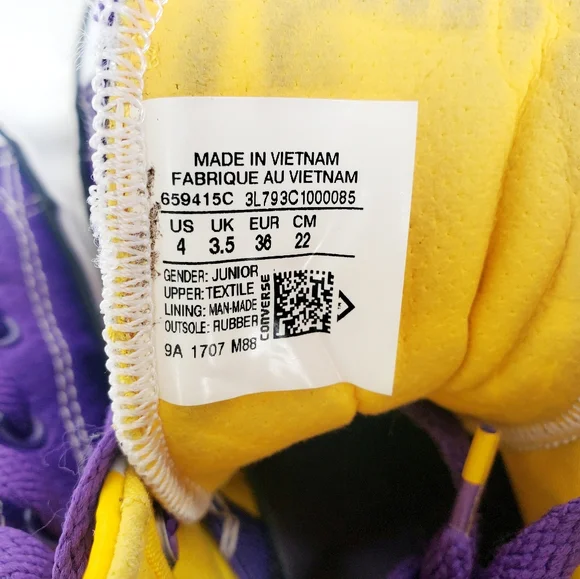 MADE IN VIETNAM
FABRIQUE AU VIETNAM
659415C 3L793C1000085
US UK EUR CM
4 3.5 36 22
GENDER: JUNIOR
UPPER: TEXTILE
LINING: MAN-MADE
OUTSOLE: RUBBER
CONVERSE
9A 1707 M88